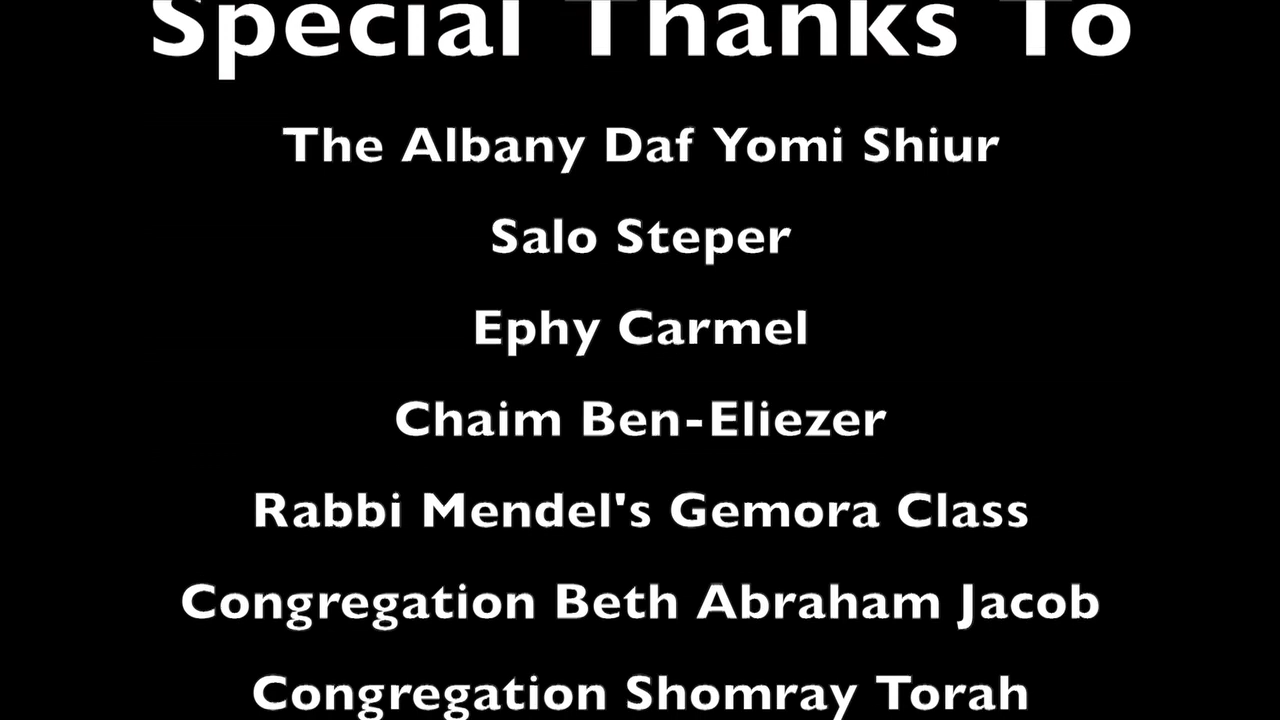 Special Thanks To
The Albany Daf Yomi Shiur
Salo Steper
Ephy Carmel
Chaim Ben-Eliezer
Rabbi Mendel's Gemora Class
Congregation Beth Abraham Jacob
Congregation Shomray Torah